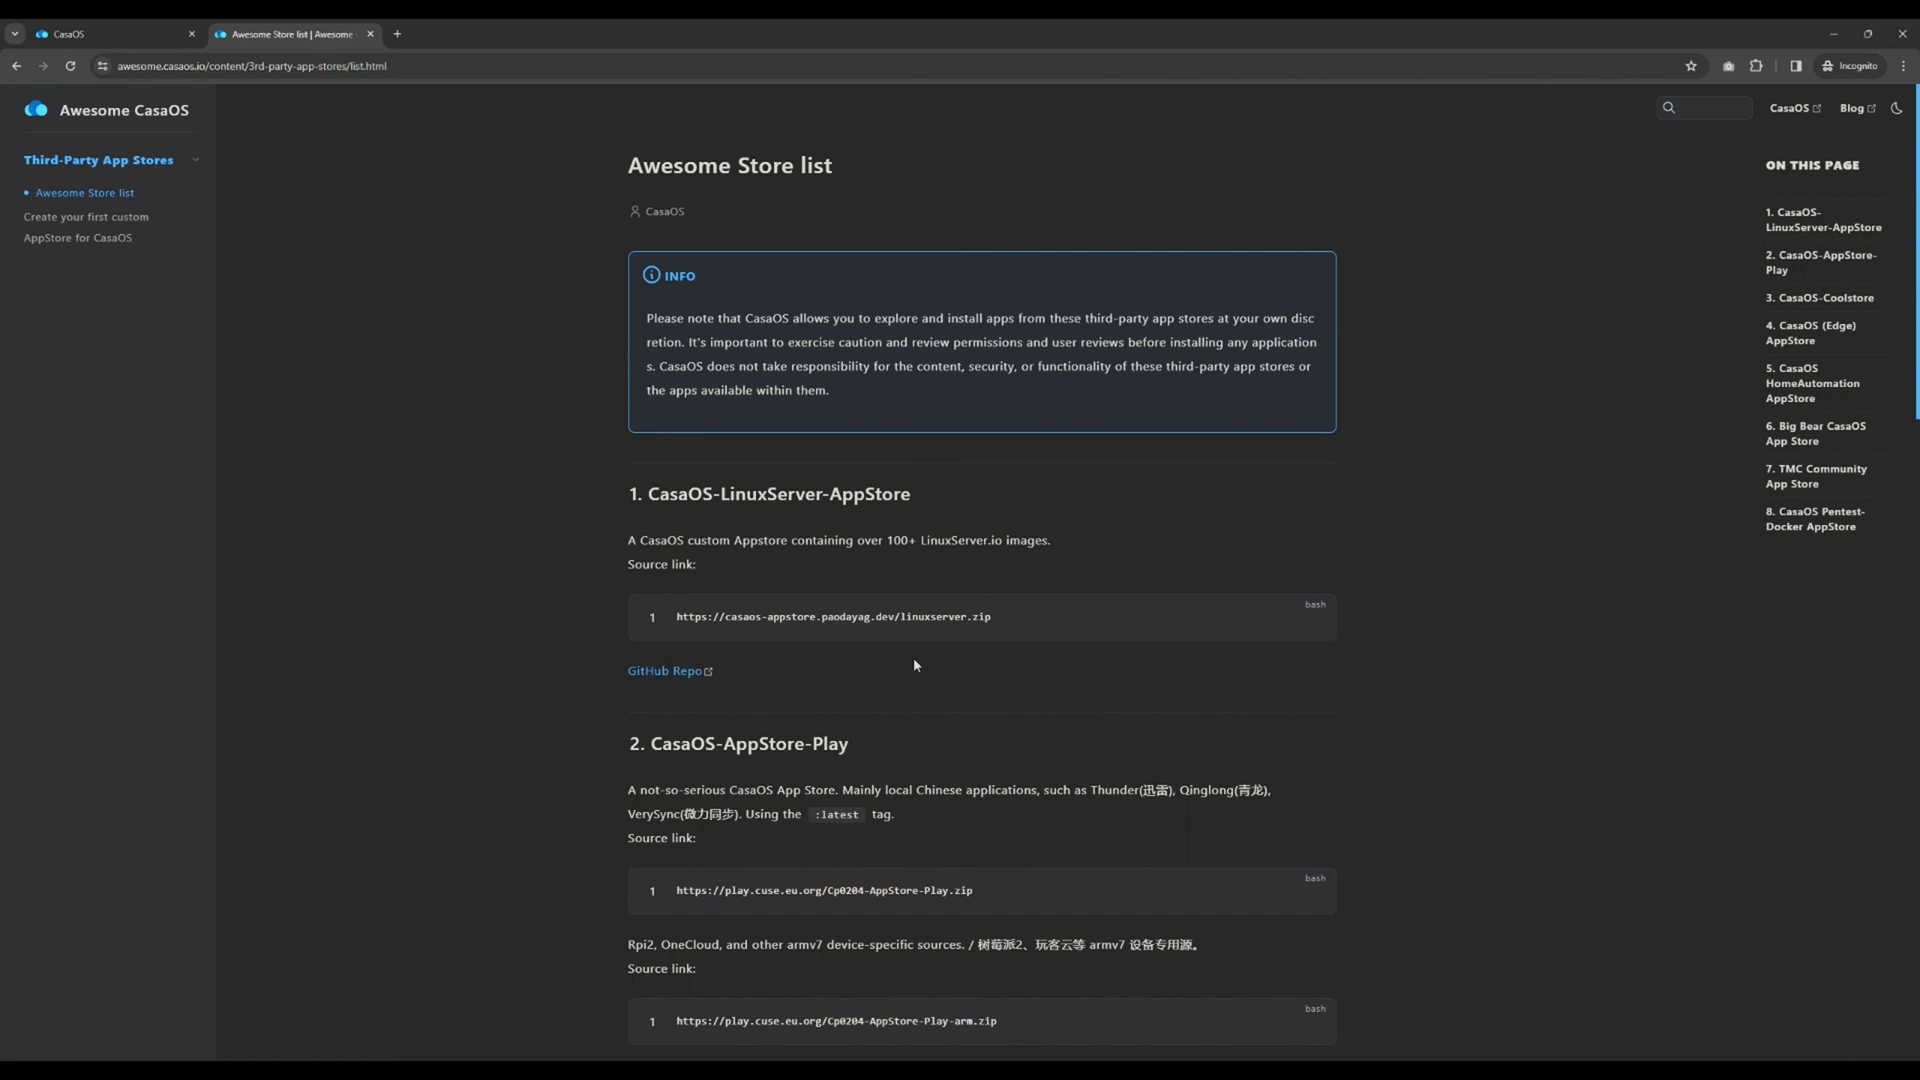 CasaOS
Awesome Store list | Awesome
awesome.casaos.io/content/3rd-party-app-stores/list.html
Incognito
Awesome CasaOS
CasaOS
Blog
Third-Party App Stores
Awesome Store list
Create your first custom
AppStore for CasaOS
Awesome Store list
CasaOS
INFO
Please note that CasaOS allows you to explore and install apps from these third-party app stores at your own disc
retion. It's important to exercise caution and review permissions and user reviews before installing any application
s. CasaOS does not take responsibility for the content, security, or functionality of these third-party app stores or
the apps available within them.
1. CasaOS-LinuxServer-AppStore
A CasaOS custom Appstore containing over 100+ LinuxServer.io images.
Source link:
bash
1 https://casaos-appstore.paodayag.dev/linuxserver.zip
GitHub Repo
2. CasaOS-AppStore-Play
A not-so-serious CasaOS App Store. Mainly local Chinese applications, such as Thunder(迅雷), Qinglong(青龙),
VerySync(微力同步). Using the :latest tag.
Source link:
bash
1 https://play.cuse.eu.org/Cp0204-AppStore-Play.zip
Rpi2, OneCloud, and other armv7 device-specific sources. / 树莓派2、玩客云等 armv7 设备专用源。
Source link:
bash
1 https://play.cuse.eu.org/Cp0204-AppStore-Play-arm.zip
ON THIS PAGE
1. CasaOS-
LinuxServer-AppStore
2. CasaOS-AppStore-
Play
3. CasaOS-Coolstore
4. CasaOS (Edge)
AppStore
5. CasaOS
HomeAutomation
AppStore
6. Big Bear CasaOS
App Store
7. TMC Community
App Store
8. CasaOS Pentest-
Docker AppStore